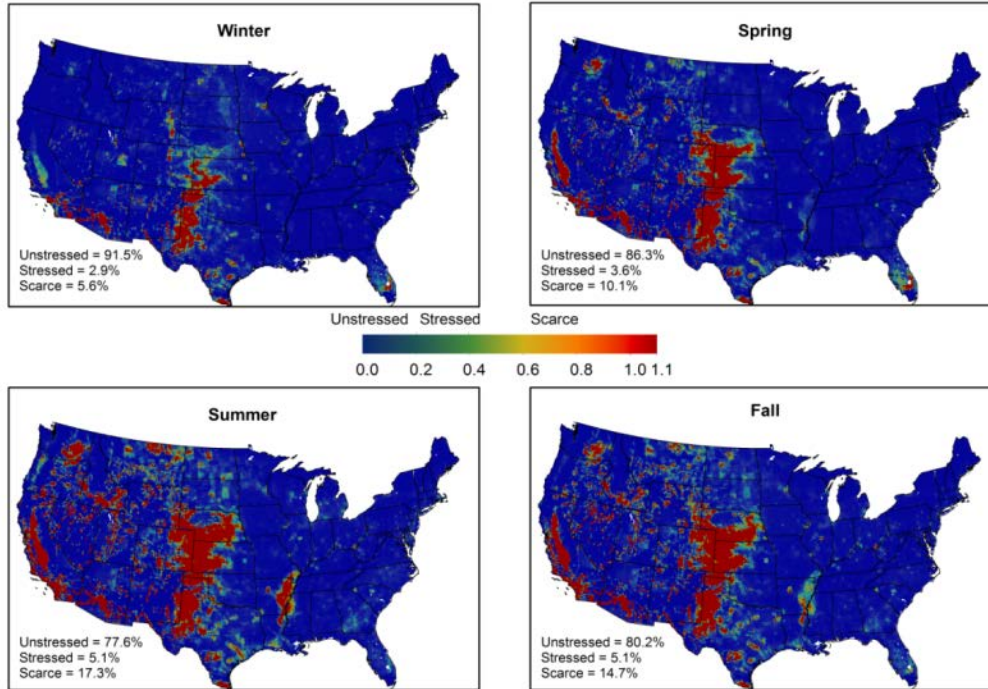 Winter
Unstressed = 91.5%
Stressed = 2.9%
Scarce = 5.6%
Spring
Unstressed = 86.3%
Stressed = 3.6%
Scarce = 10.1%
Unstressed Stressed Scarce
0.0 0.2 0.4 0.6 0.8 1.0 1.1
Summer
Unstressed = 77.6%
Stressed = 5.1%
Scarce = 17.3%
Fall
Unstressed = 80.2%
Stressed = 5.1%
Scarce = 14.7%